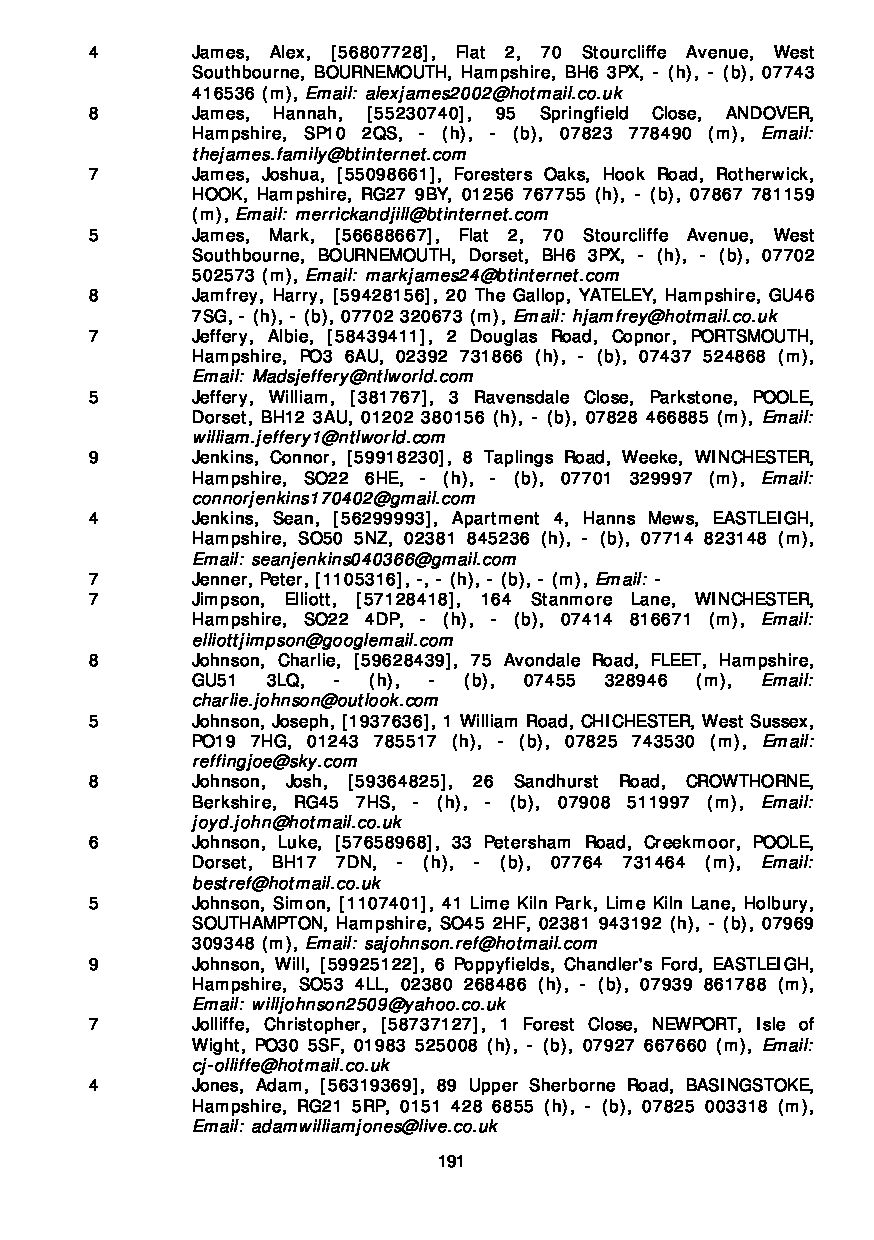 4 James, Alex, [56807728], Flat 2, 70 Stourcliffe Avenue, West
Southbourne, BOURNEMOUTH, Hampshire, BH6 3PX, - (h), - (b), 07743
416536 (m), Email: alexjames2002@hotmail.co.uk
8 James, Hannah, [55230740], 95 Springfield Close, ANDOVER,
Hampshire, SP10 2QS, - (h), - (b), 07823 778490 (m), Email:
thejames.family@btinternet.com
7 James, Joshua, [55098661], Foresters Oaks, Hook Road, Rotherwick,
HOOK, Hampshire, RG27 9BY, 01256 767755 (h), - (b), 07867 781159
(m), Email: merrickandjill@btinternet.com
5 James, Mark, [56688667], Flat 2, 70 Stourcliffe Avenue, West
Southbourne, BOURNEMOUTH, Dorset, BH6 3PX, - (h), - (b), 07702
502573 (m), Email: markjames24@btinternet.com
8 Jamfrey, Harry, [59428156], 20 The Gallop, YATELEY, Hampshire, GU46
7SG, - (h), - (b), 07702 320673 (m), Email: hjamfrey@hotmail.co.uk
7 Jeffery, Albie, [58439411], 2 Douglas Road, Copnor, PORTSMOUTH,
Hampshire, PO3 6AU, 02392 731866 (h), - (b), 07437 524868 (m),
Email: Madsjeffery@ntlworld.com
5 Jeffery, William, [381767], 3 Ravensdale Close, Parkstone, POOLE,
Dorset, BH12 3AU, 01202 380156 (h), - (b), 07828 466885 (m), Email:
william.jeffery1@ntlworld.com
9 Jenkins, Connor, [59918230], 8 Taplings Road, Weeke, WINCHESTER,
Hampshire, SO22 6HE, - (h), - (b), 07701 329997 (m), Email:
connorjenkins170402@gmail.com
4 Jenkins, Sean, [56299993], Apartment 4, Hanns Mews, EASTLEIGH,
Hampshire, SO50 5NZ, 02381 845236 (h), - (b), 07714 823148 (m),
Email: seanjenkins040366@gmail.com
7 Jenner, Peter, [1105316], -, - (h), - (b), - (m), Email: -
7 Jimpson, Elliott, [57128418], 164 Stanmore Lane, WINCHESTER,
Hampshire, SO22 4DP, - (h), - (b), 07414 816671 (m), Email:
elliottjimpson@googlemail.com
8 Johnson, Charlie, [59628439], 75 Avondale Road, FLEET, Hampshire,
GU51 3LQ, - (h), - (b), 07455 328946 (m), Email:
charlie.johnson@outlook.com
5 Johnson, Joseph, [1937636], 1 William Road, CHICHESTER, West Sussex,
PO19 7HG, 01243 785517 (h), - (b), 07825 743530 (m), Email:
reffingjoe@sky.com
8 Johnson, Josh, [59364825], 26 Sandhurst Road, CROWTHORNE,
Berkshire, RG45 7HS, - (h), - (b), 07908 511997 (m), Email:
joyd.john@hotmail.co.uk
6 Johnson, Luke, [57658968], 33 Petersham Road, Creekmoor, POOLE,
Dorset, BH17 7DN, - (h), - (b), 07764 731464 (m), Email:
bestref@hotmail.co.uk
5 Johnson, Simon, [1107401], 41 Lime Kiln Park, Lime Kiln Lane, Holbury,
SOUTHAMPTON, Hampshire, SO45 2HF, 02381 943192 (h), - (b), 07969
309348 (m), Email: sajohnson.ref@hotmail.com
9 Johnson, Will, [59925122], 6 Poppyfields, Chandler's Ford, EASTLEIGH,
Hampshire, SO53 4LL, 02380 268486 (h), - (b), 07939 861788 (m),
Email: willjohnson2509@yahoo.co.uk
7 Jolliffe, Christopher, [58737127], 1 Forest Close, NEWPORT, Isle of
Wight, PO30 5SF, 01983 525008 (h), - (b), 07927 667660 (m), Email:
cj-olliffe@hotmail.co.uk
4 Jones, Adam, [56319369], 89 Upper Sherborne Road, BASINGSTOKE,
Hampshire, RG21 5RP, 0151 428 6855 (h), - (b), 07825 003318 (m),
Email: adamwilliamjones@live.co.uk
191